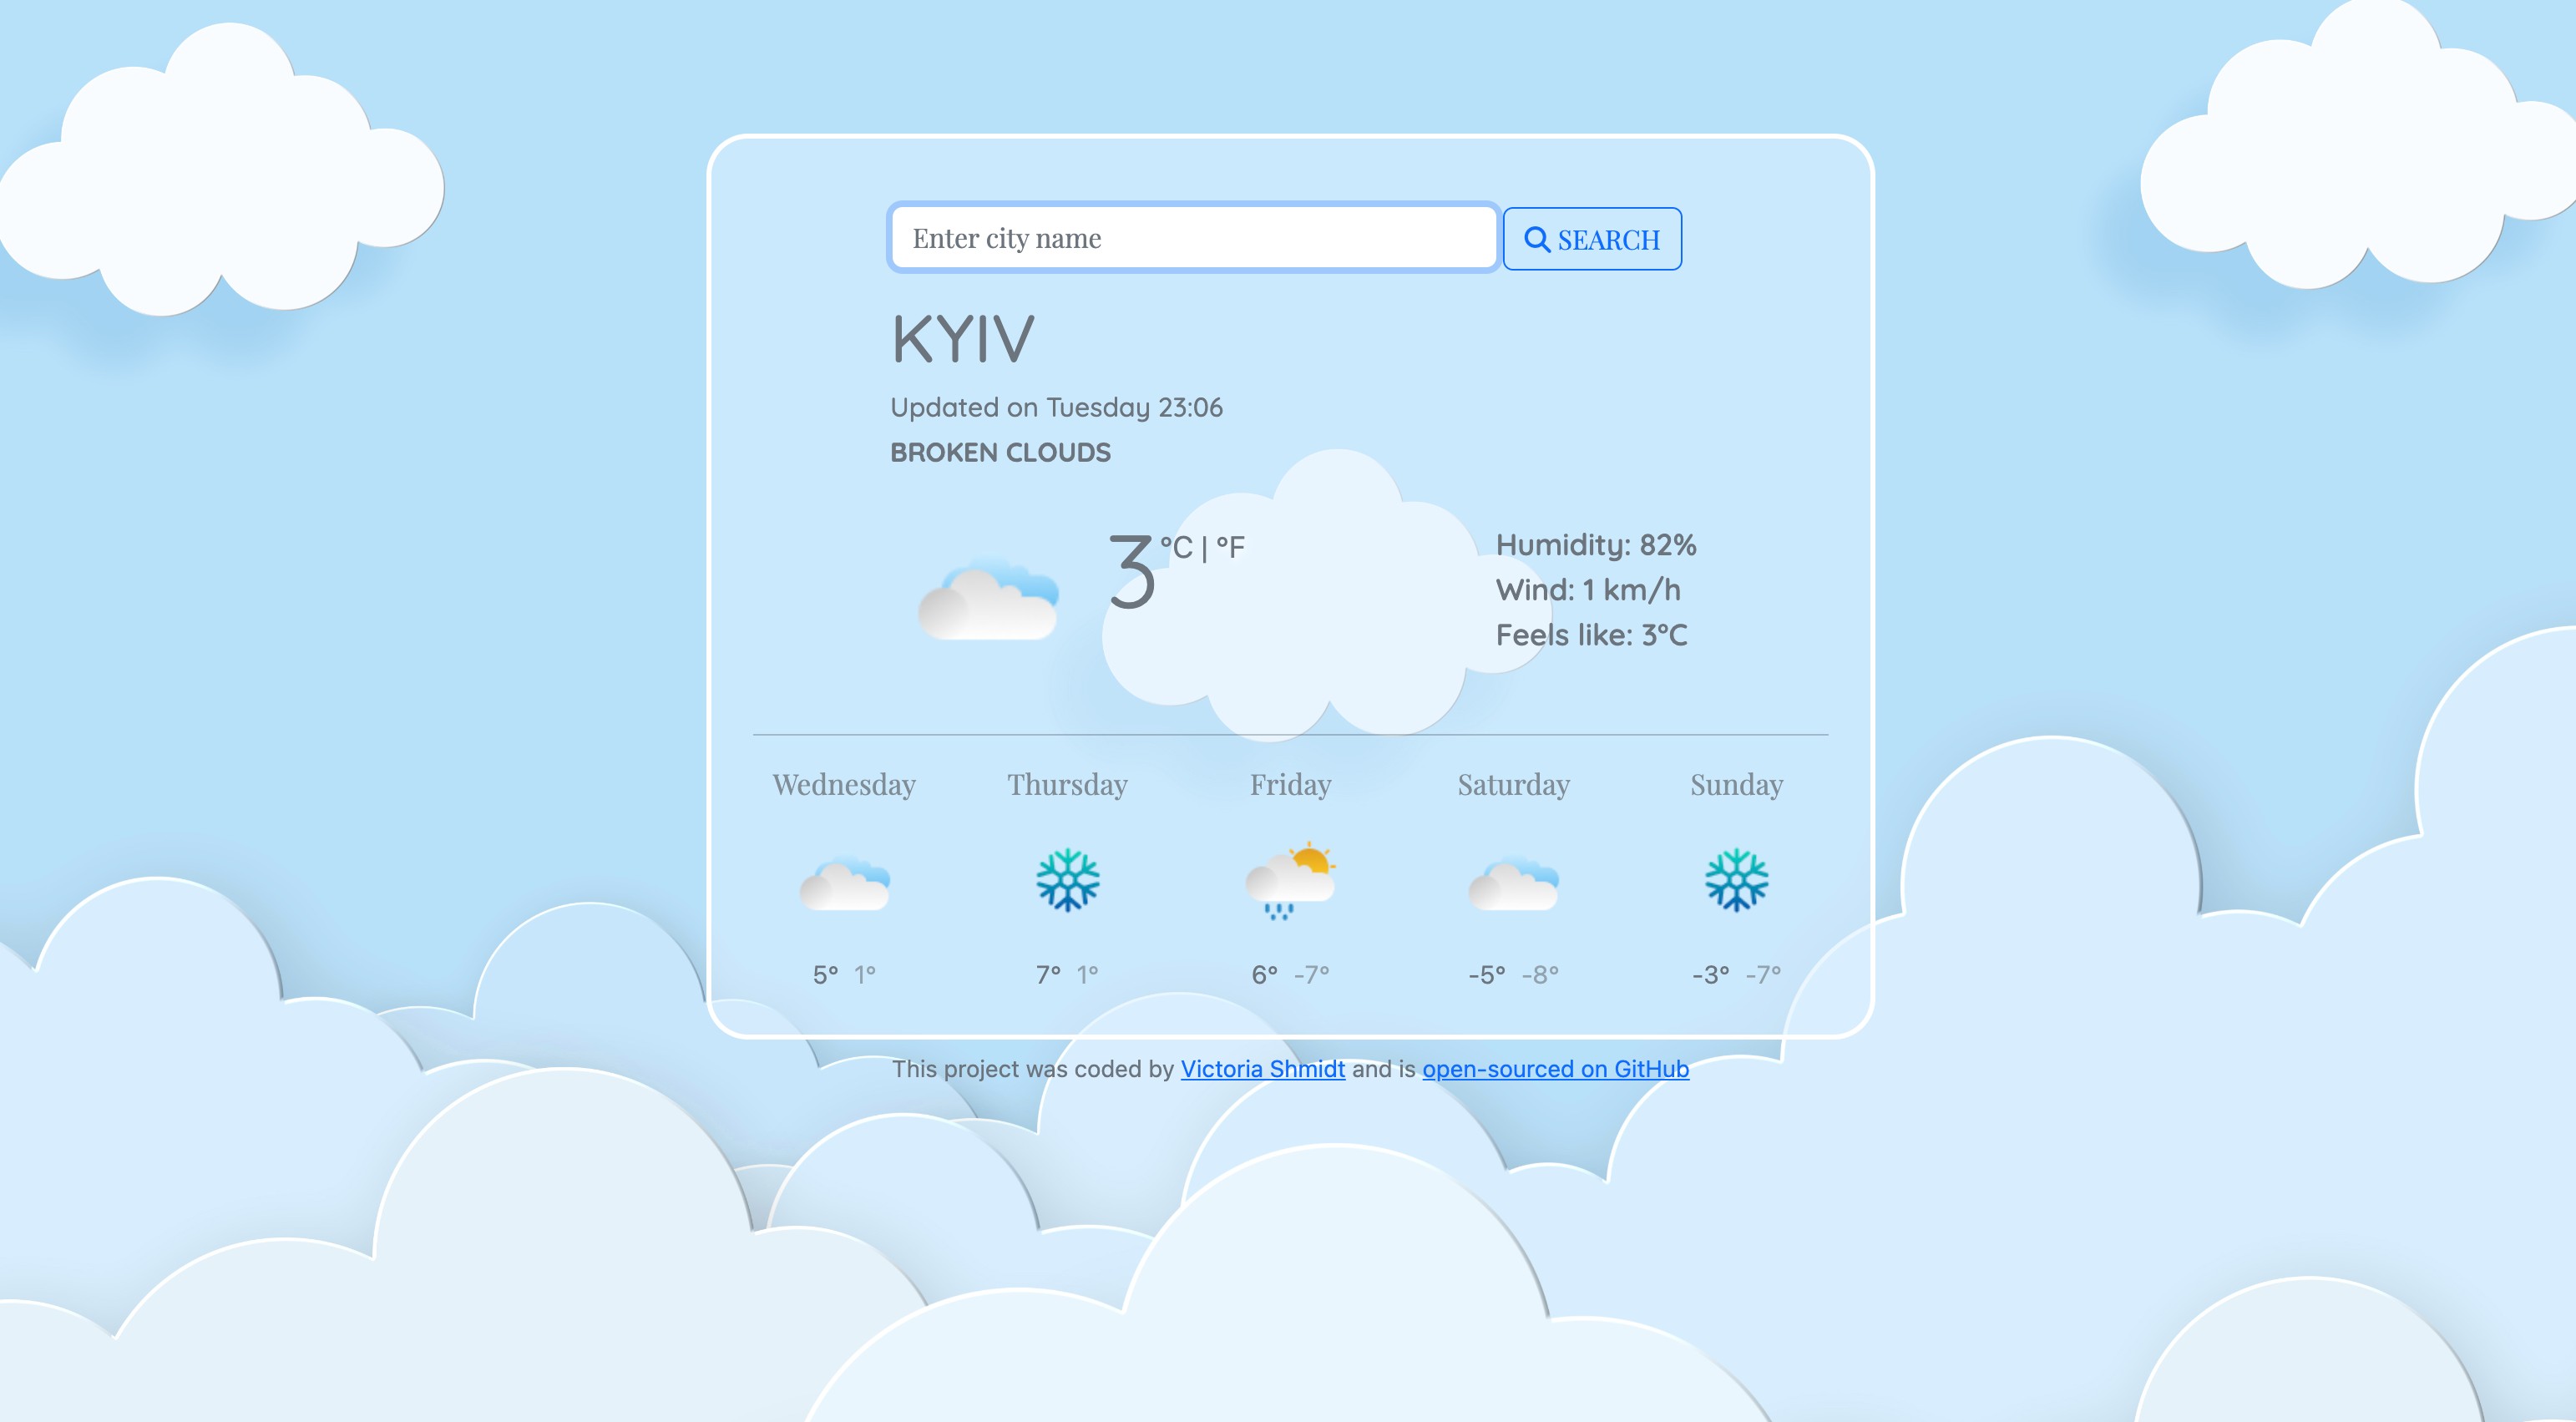 Enter city name
SEARCH
KYIV
Updated on Tuesday 23:06
BROKEN CLOUDS
3 °C | °F
Humidity: 82%
Wind: 1 km/h
Feels like: 3°C
Wednesday Thursday Friday Saturday Sunday
5° 1° 7° 1° 6° -7° -5° -8° -3° -7°
This project was coded by Victoria Shmidt and is open-sourced on GitHub